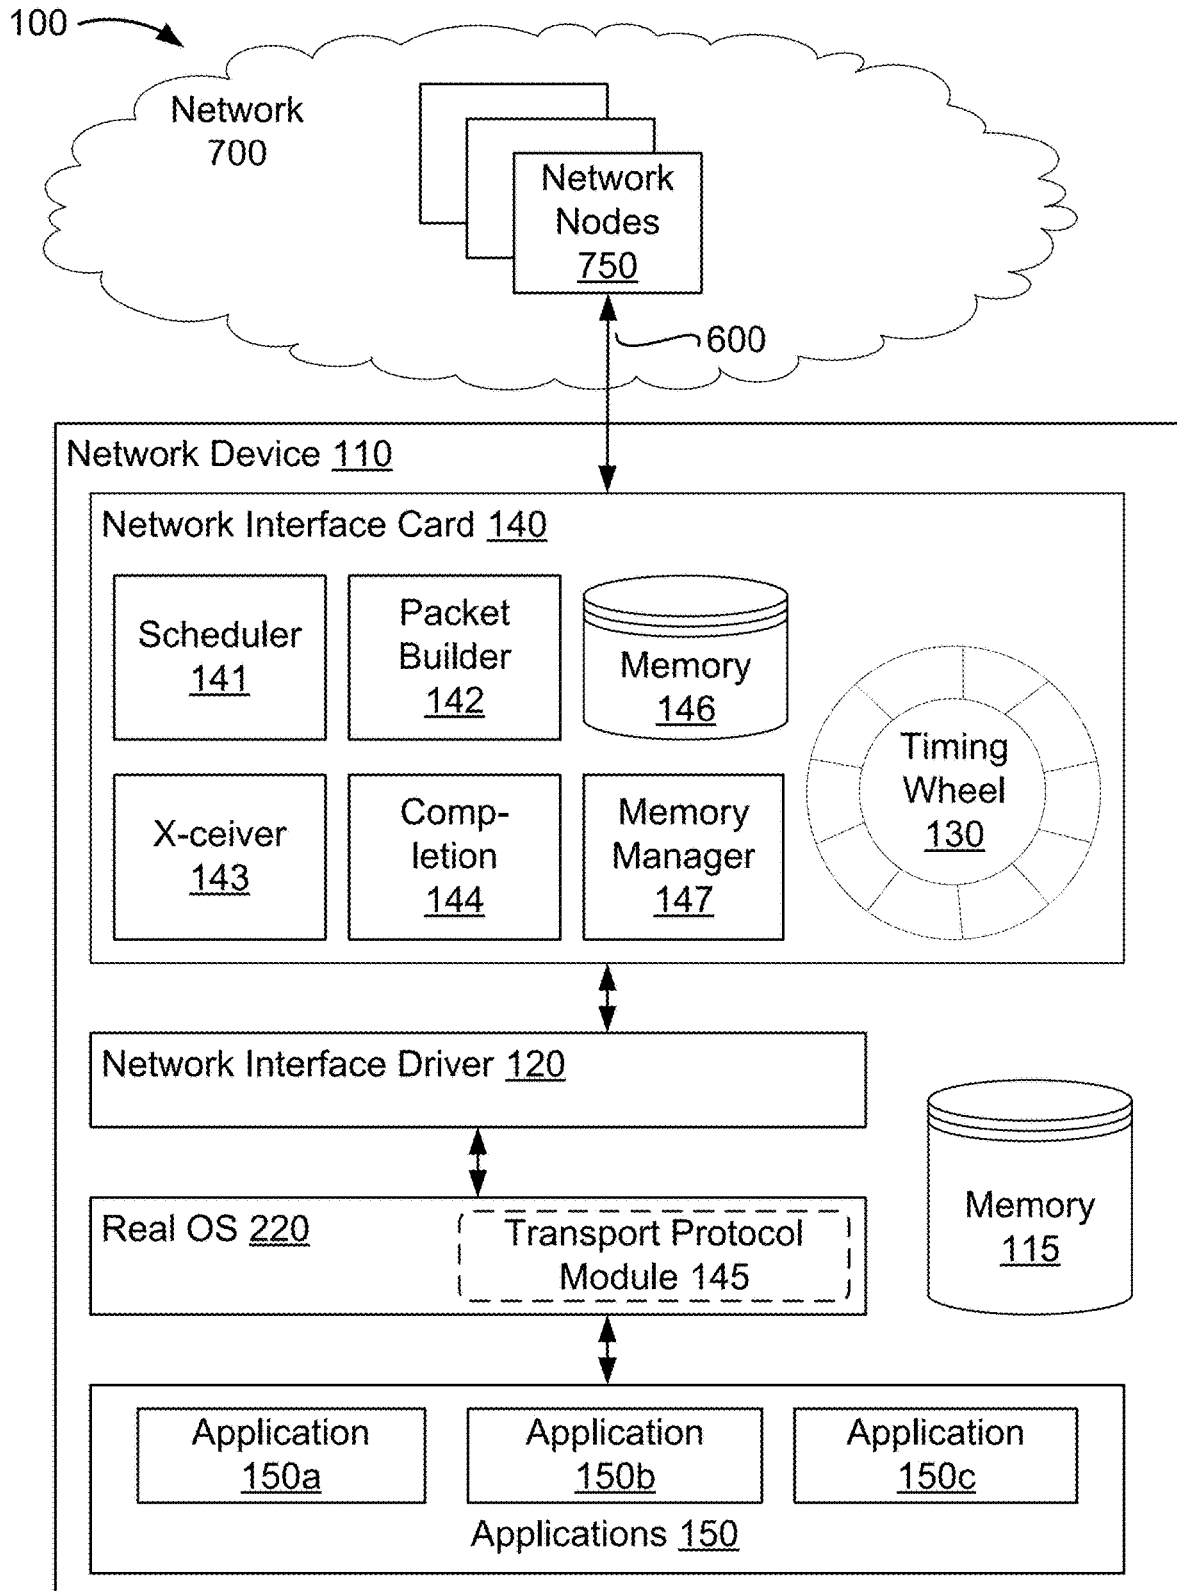 100
Network
700
Network
Nodes
750
600
Network Device 110
Network Interface Card 140
Scheduler
141
Packet
Builder
142
Memory
146
Timing
Wheel
130
X-ceiver
143
Comp-
letion
144
Memory
Manager
147
Network Interface Driver 120
Real OS 220
Transport Protocol
Module 145
Memory
115
Application
150a
Application
150b
Application
150c
Applications 150